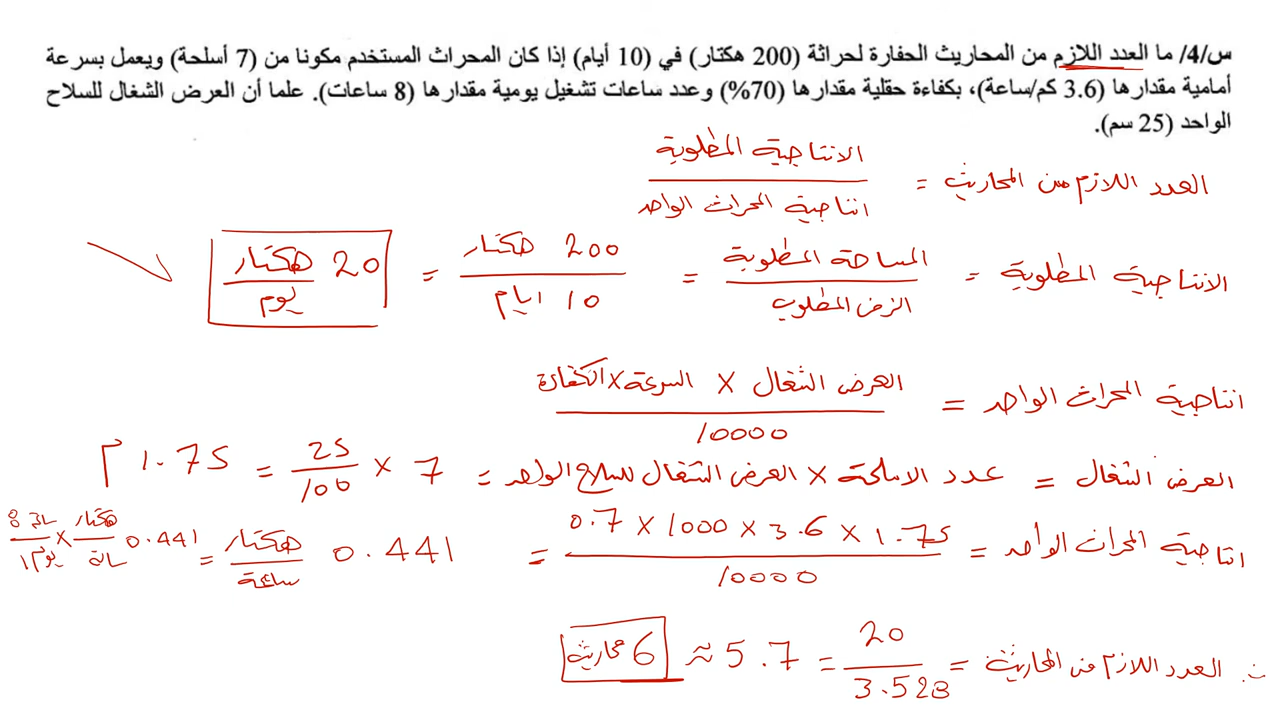 س/4/ ما العدد اللازم من المحاريث الحفارة لحراثة (200 هكتار) في (10 أيام) إذا كان المحراث المستخدم مكونا من (7 أسلحة) ويعمل بسرعة
أمامية مقدارها (3.6 كم/ساعة)، بكفاءة حقلية مقدارها (70%) وعدد ساعات تشغيل يومية مقدارها (8 ساعات). علما أن العرض الشغال للسلاح
الواحد (25 سم).
العدد اللازم من المحاريث = الانتاجية المطلوبة / انتاجية المحراث الواحد
الانتاجية المطلوبة = المساحة المطلوبة / الزمن المطلوب = 200 هكتار / 10 ايام = 20 هكتار / يوم
انتاجية المحراث الواحد = العرض الشغال × السرعة × الكفاءة / 10000
العرض الشغال = عدد الاسلحة × العرض الشغال للسلاح الواحد = 7 × 25 / 100 = 1.75 م
انتاجية المحراث الواحد = 1.75 × 3.6 × 1000 × 0.7 / 10000 = 0.441 هكتار / ساعة = 0.441 هكتار / ساعة × 8 ساعة / 1 يوم
∴ العدد اللازم من المحاريث = 20 / 3.528 = 5.7 ≈ 6 محاريث